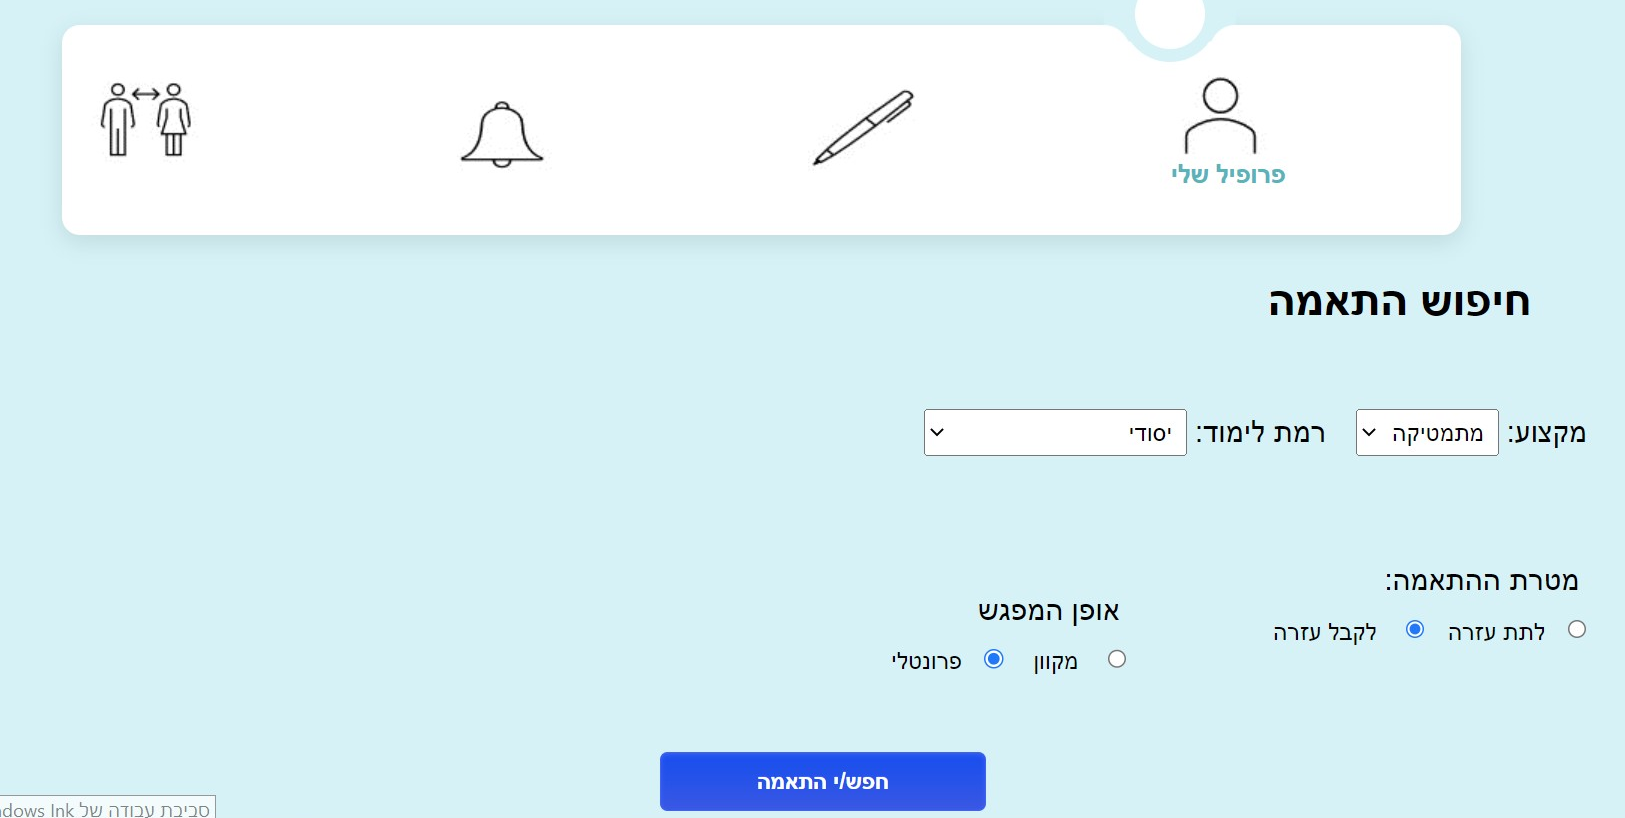 פרופיל שלי
חיפוש התאמה
מקצוע: מתמטיקה רמת לימוד: יסודי
מטרת ההתאמה:
לתת עזרה לקבל עזרה
אופן המפגש
מקוון פרונטלי
חפש/י התאמה
סביבת עבודה של ndows Ink